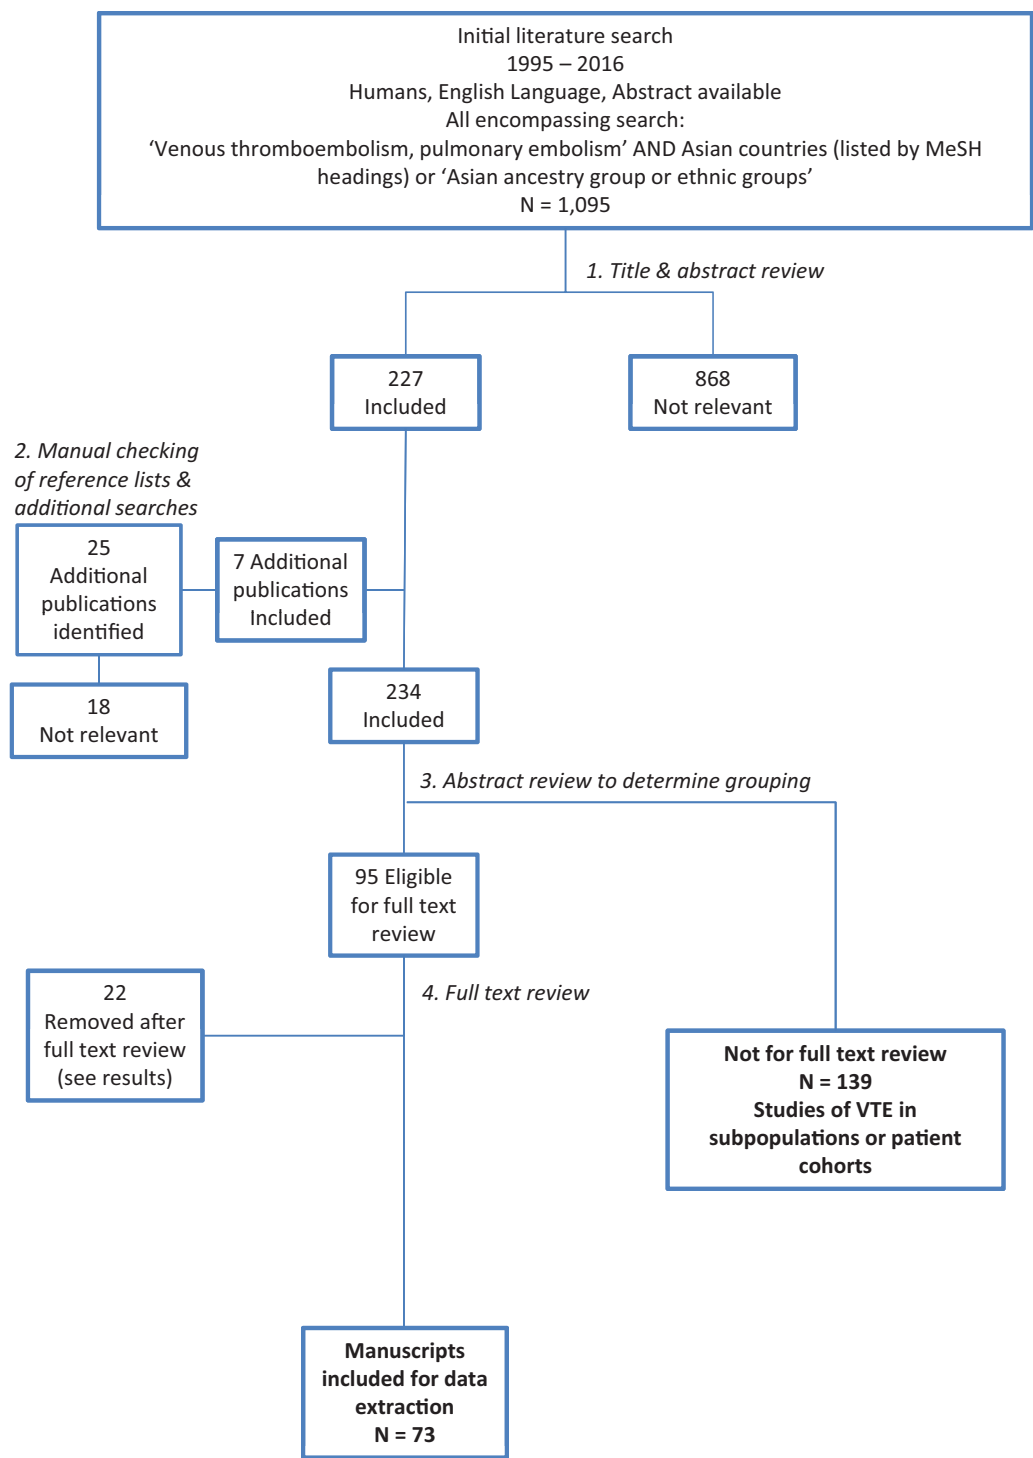 Initial literature search
1995 – 2016
Humans, English Language, Abstract available
All encompassing search:
‘Venous thromboembolism, pulmonary embolism’ AND Asian countries (listed by MeSH
headings) or ‘Asian ancestry group or ethnic groups’
N = 1,095
1. Title & abstract review
227
Included
868
Not relevant
2. Manual checking
of reference lists &
additional searches
25
Additional
publications
identified
7 Additional
publications
Included
18
Not relevant
234
Included
3. Abstract review to determine grouping
95 Eligible
for full text
review
22
Removed after
full text review
(see results)
4. Full text review
Not for full text review
N = 139
Studies of VTE in
subpopulations or patient
cohorts
Manuscripts
included for data
extraction
N = 73